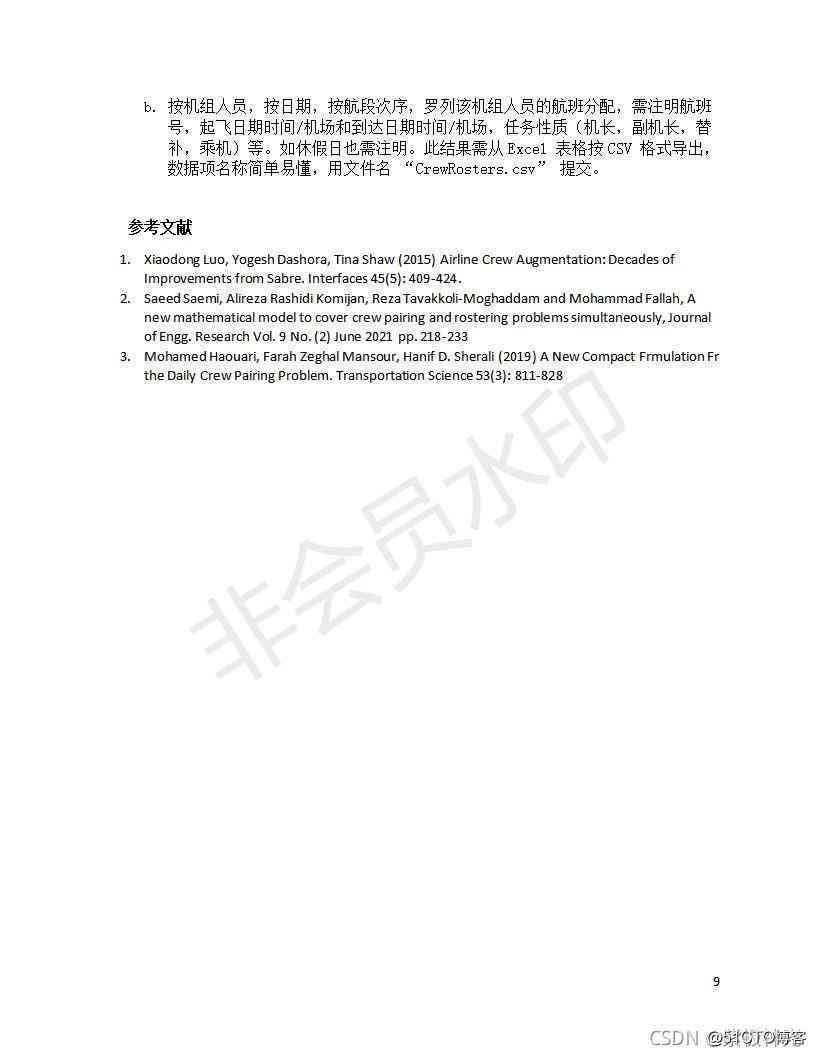 b. 按机组人员，按日期，按航段次序，罗列该机组人员的航班分配，需注明航班
号，起飞日期时间/机场和到达日期时间/机场，任务性质（机长，副机长，替
补，乘机）等。如休假日也需注明。此结果需从Excel 表格按CSV 格式导出，
数据项名称简单易懂，用文件名 “CrewRosters.csv” 提交。
参考文献
1. Xiaodong Luo, Yogesh Dashora, Tina Shaw (2015) Airline Crew Augmentation: Decades of
Improvements from Sabre. Interfaces 45(5): 409-424.
2. Saeed Saemi, Alireza Rashidi Komijan, Reza Tavakkoli-Moghaddam and Mohammad Fallah, A
new mathematical model to cover crew pairing and rostering problems simultaneously, Journal
of Engg. Research Vol. 9 No. (2) June 2021 pp. 218-233
3. Mohamed Haouari, Farah Zeghal Mansour, Hanif D. Sherali (2019) A New Compact Frmulation Fr
the Daily Crew Pairing Problem. Transportation Science 53(3): 811-828
非会员水印
9
CSDN @51CTO博客